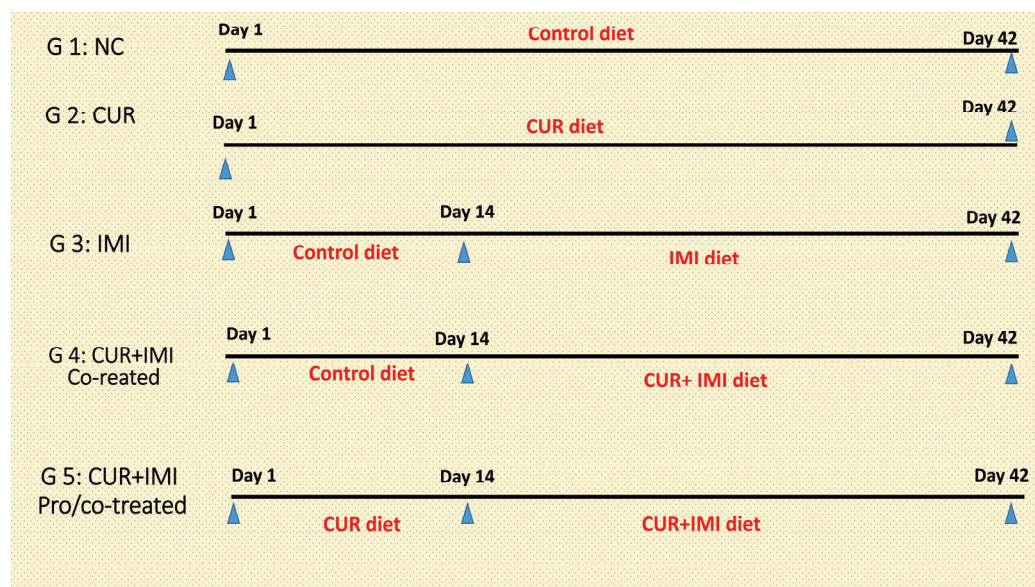 G 1: NC
Day 1
Control diet
Day 42
G 2: CUR
Day 1
CUR diet
Day 42
G 3: IMI
Day 1
Control diet
Day 14
IMI diet
Day 42
G 4: CUR+IMI
Co-reated
Day 1
Control diet
Day 14
CUR+ IMI diet
Day 42
G 5: CUR+IMI
Pro/co-treated
Day 1
CUR diet
Day 14
CUR+IMI diet
Day 42